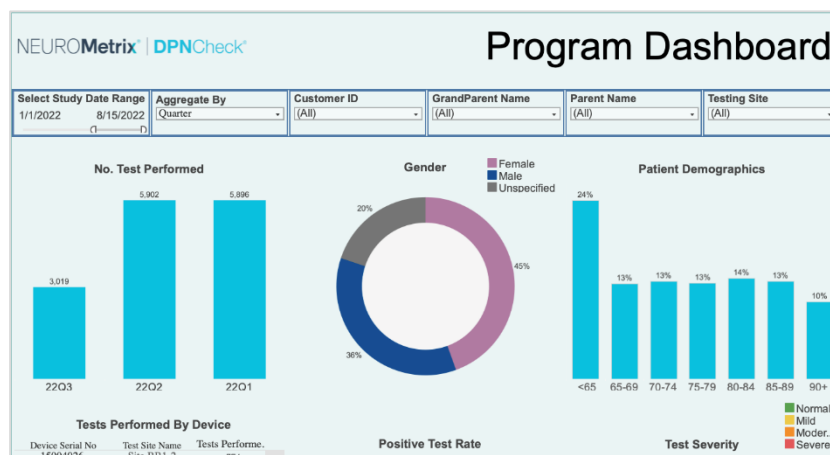 NEUROMetrix® | DPNCheck®
Program Dashboard
Select Study Date Range
1/1/2022 8/15/2022
Aggregate By
Quarter
Customer ID
(All)
GrandParent Name
(All)
Parent Name
(All)
Testing Site
(All)
No. Test Performed
5,902 5,896
3,019
22Q3 22Q2 22Q1
Gender
Female
Male
Unspecified
20%
45%
36%
Patient Demographics
24%
13% 13% 13% 14% 13%
10%
<65 65-69 70-74 75-79 80-84 85-89 90+
Tests Performed By Device
Device Serial No Test Site Name Tests Performe.
Positive Test Rate
Test Severity
Normal
Mild
Moder..
Severe